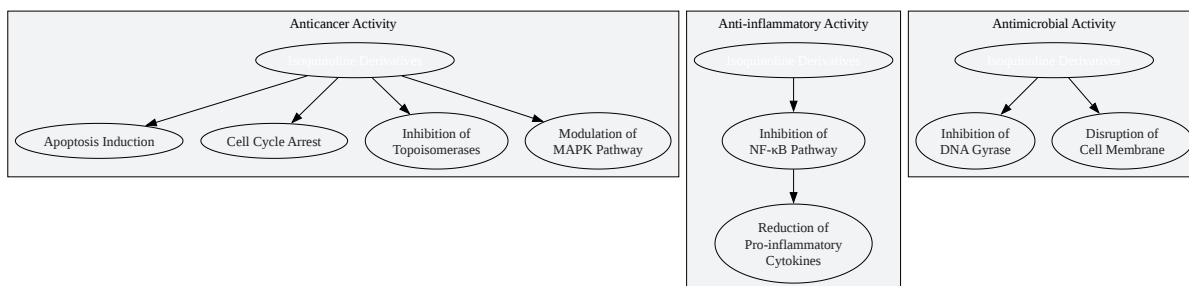 Anticancer Activity
Isoquinoline Derivatives
Apoptosis Induction
Cell Cycle Arrest
Inhibition of
Topoisomerases
Modulation of
MAPK Pathway
Anti-inflammatory Activity
Isoquinoline Derivatives
Inhibition of
NF-κB Pathway
Reduction of
Pro-inflammatory
Cytokines
Antimicrobial Activity
Isoquinoline Derivatives
Inhibition of
DNA Gyrase
Disruption of
Cell Membrane